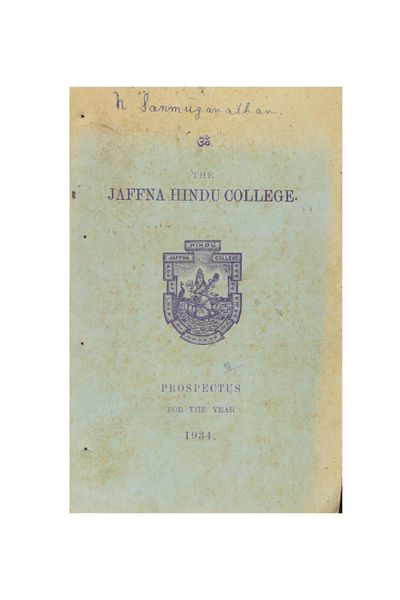 N Sanmuganathan.
ॐ
THE
JAFFNA HINDU COLLEGE.
HINDU
JAFFNA COLLEGE
PROSPECTUS
FOR THE YEAR
1934.